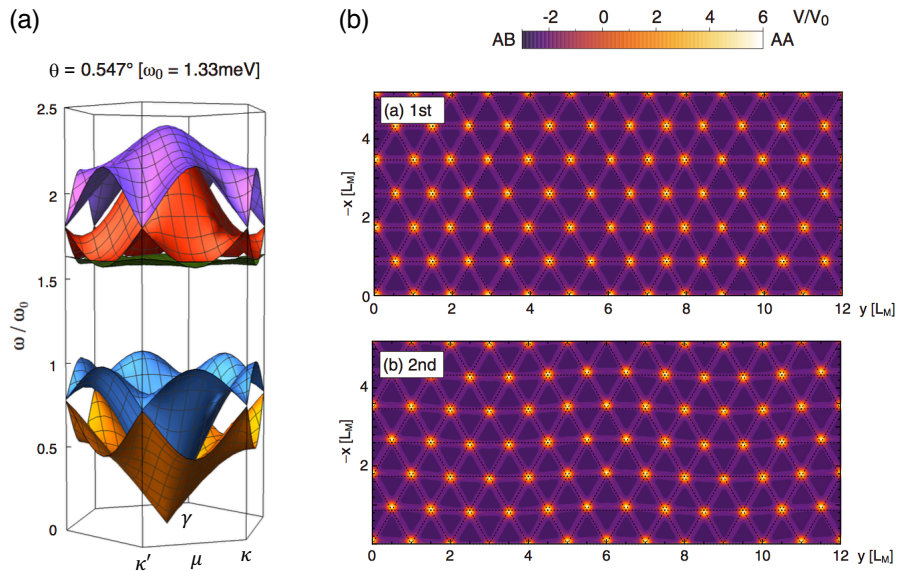 (a)
θ = 0.547° [ω₀ = 1.33meV]
2.5
2
1.5
1
0.5
0
ω / ω₀
γ
κ′
μ
κ
(b)
-2 0 2 4 6 V/V₀
AB AA
(a) 1st
4
2
0
−x [L_M]
0 2 4 6 8 10 12
y [L_M]
(b) 2nd
4
2
−x [L_M]
0 2 4 6 8 10 12
y [L_M]